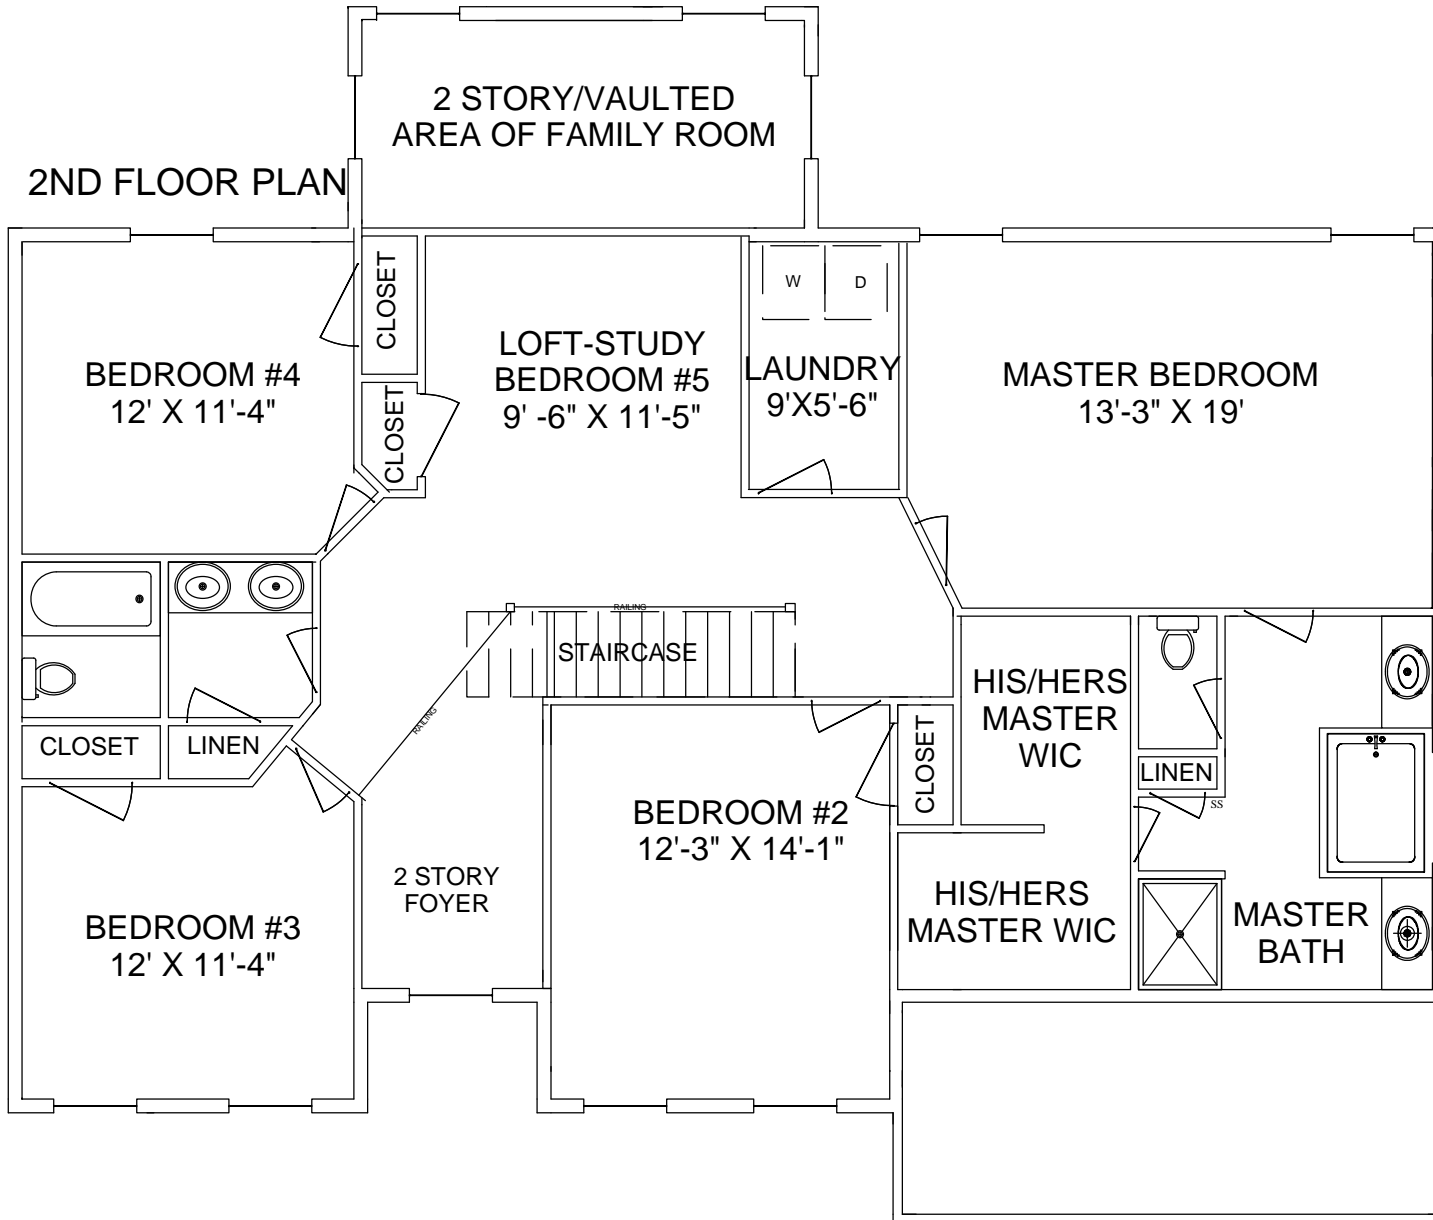 2 STORY/VAULTED
AREA OF FAMILY ROOM
2ND FLOOR PLAN
CLOSET
BEDROOM #4
12' X 11'-4"
CLOSET
LOFT-STUDY
BEDROOM #5
9' -6" X 11'-5"
W
D
LAUNDRY
9'X5'-6"
MASTER BEDROOM
13'-3" X 19'
RAILING
STAIRCASE
RAILING
CLOSET
LINEN
HIS/HERS
MASTER
WIC
CLOSET
LINEN
SS
BEDROOM #2
12'-3" X 14'-1"
2 STORY
FOYER
BEDROOM #3
12' X 11'-4"
HIS/HERS
MASTER WIC
MASTER
BATH